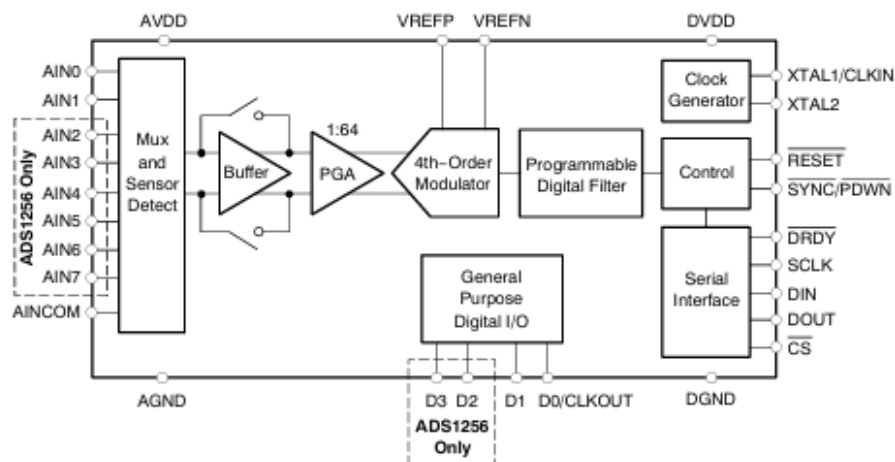 AVDD
VREFP
VREFN
DVDD
AIN0
AIN1
AIN2
AIN3
AIN4
AIN5
AIN6
AIN7
AINCOM
ADS1256 Only
Mux
and
Sensor
Detect
Buffer
1:64
PGA
4th-Order
Modulator
Programmable
Digital Filter
Clock
Generator
Control
Serial
Interface
General
Purpose
Digital I/O
XTAL1/CLKIN
XTAL2
RESET
SYNC/PDWN
DRDY
SCLK
DIN
DOUT
CS
AGND
D3
D2
D1
D0/CLKOUT
DGND
ADS1256
Only